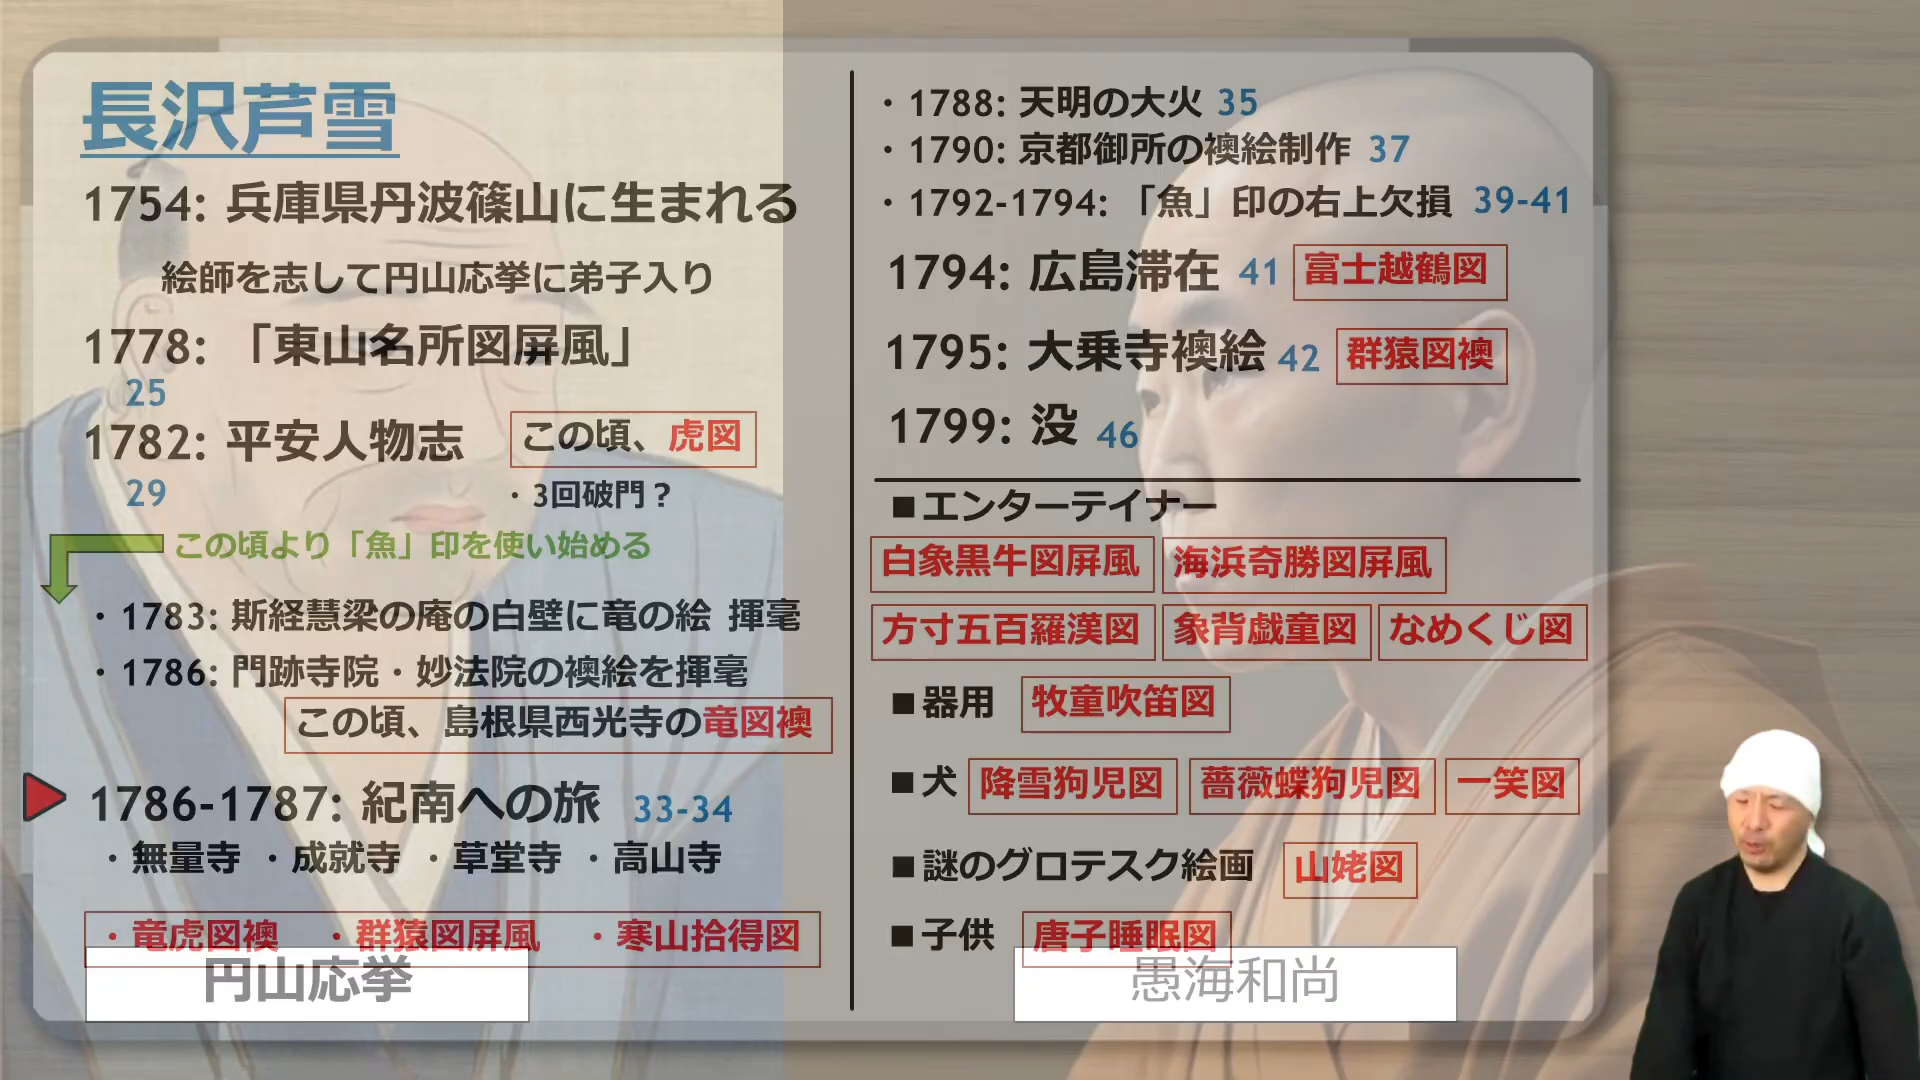 長沢芦雪
1754: 兵庫県丹波篠山に生まれる
絵師を志して円山応挙に弟子入り
1778: 「東山名所図屏風」
25
1782: 平安人物志
この頃、虎図
29
・3回破門？
この頃より「魚」印を使い始める
・1783: 斯経慧梁の庵の白壁に竜の絵 揮毫
・1786: 門跡寺院・妙法院の襖絵を揮毫
この頃、島根県西光寺の竜図襖
1786-1787: 紀南への旅 33-34
・無量寺 ・成就寺 ・草堂寺 ・高山寺
・竜虎図襖 ・群猿図屏風 ・寒山拾得図
円山応挙
・1788: 天明の大火 35
・1790: 京都御所の襖絵制作 37
・1792-1794: 「魚」印の右上欠損 39-41
1794: 広島滞在 41 富士越鶴図
1795: 大乗寺襖絵 42 群猿図襖
1799: 没 46
■エンターテイナー
白象黒牛図屏風 海浜奇勝図屏風
方寸五百羅漢図 象背戯童図 なめくじ図
■器用 牧童吹笛図
■犬 降雪狗児図 薔薇蝶狗児図 一笑図
■謎のグロテスク絵画 山姥図
■子供 唐子睡眠図
愚海和尚